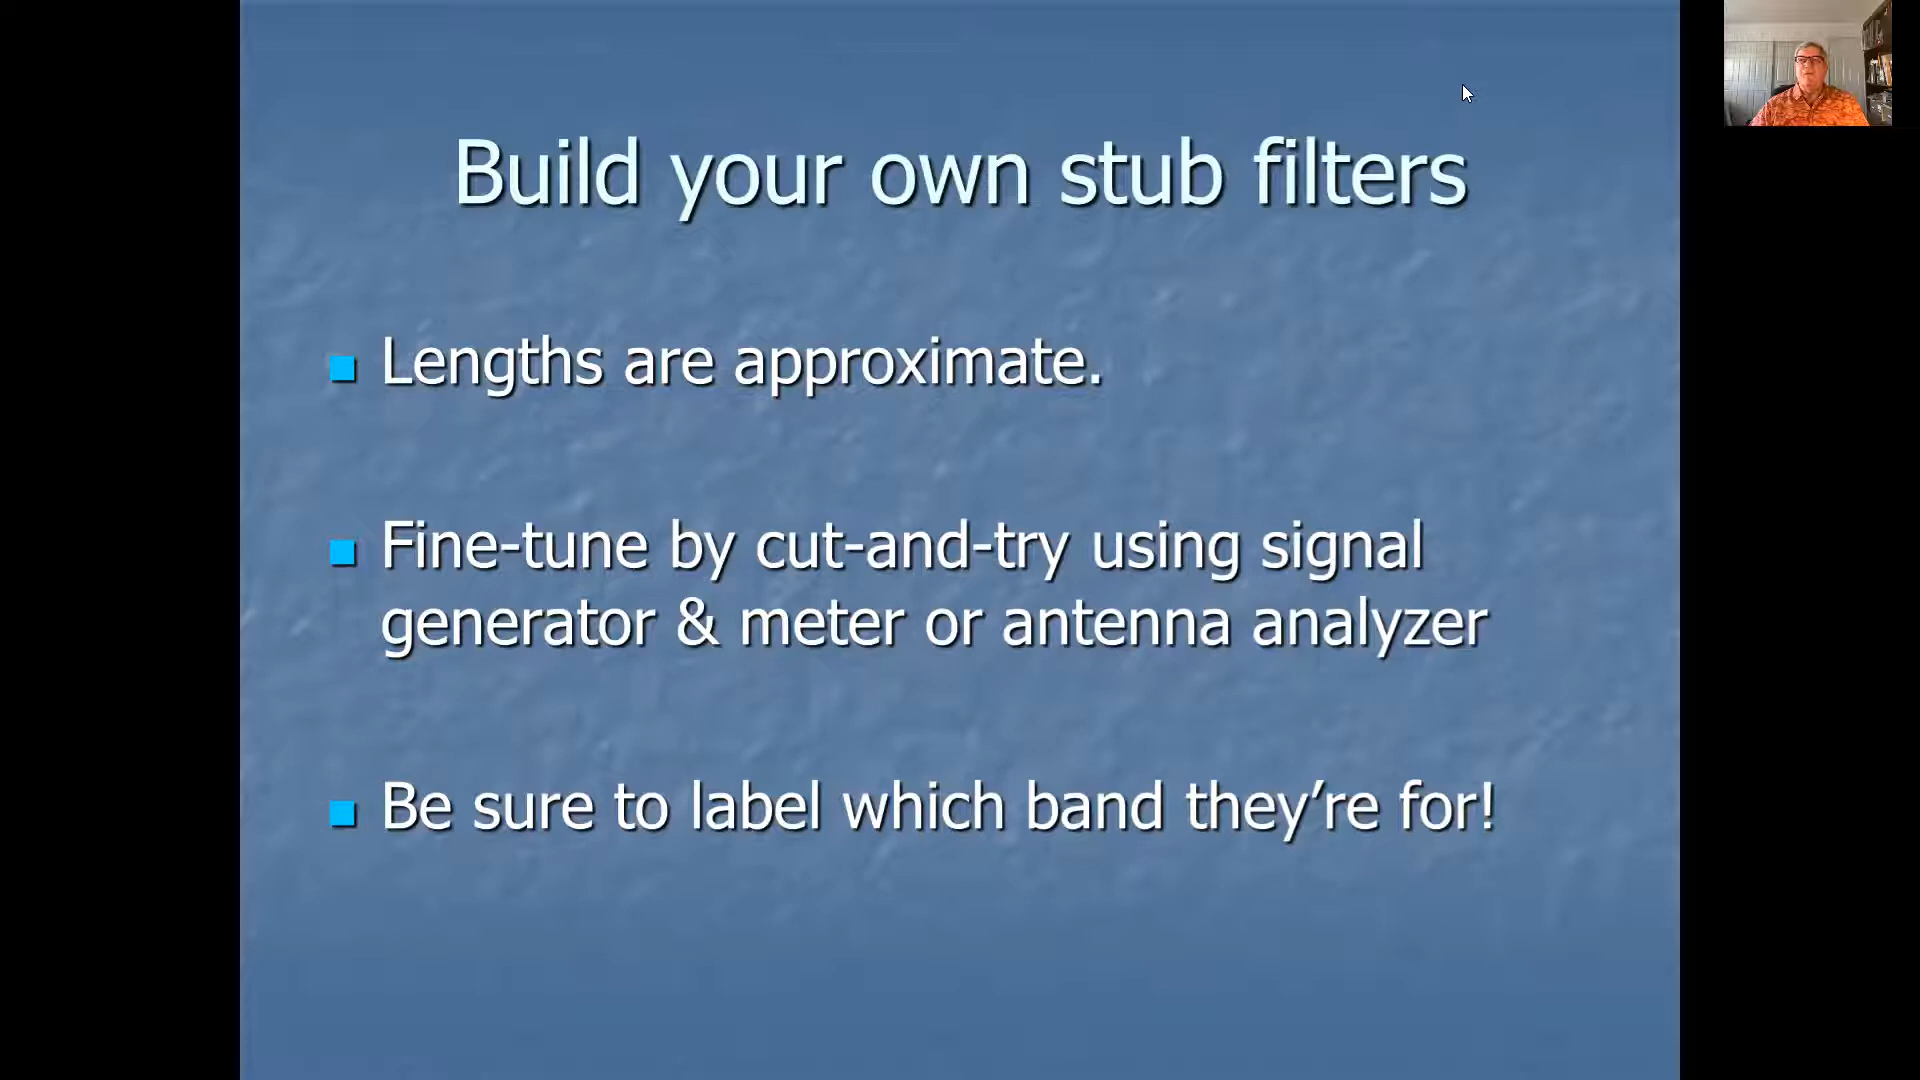 Build your own stub filters
Lengths are approximate.
Fine-tune by cut-and-try using signal
generator & meter or antenna analyzer
Be sure to label which band they’re for!